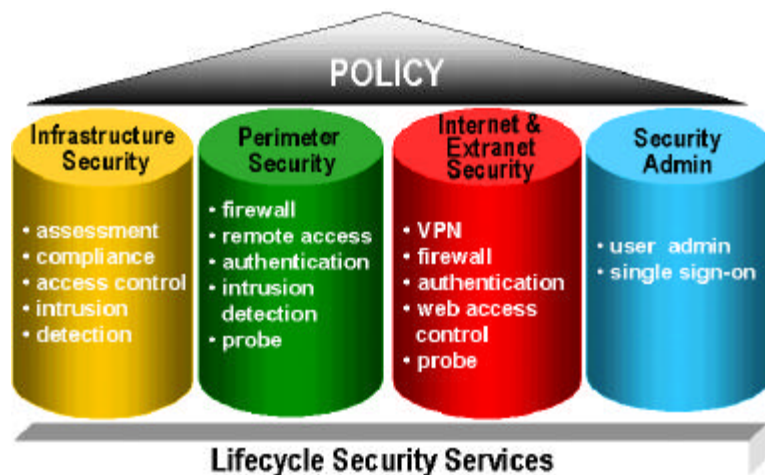 POLICY
Infrastructure
Security
• assessment
• compliance
• access control
• intrusion
• detection
Perimeter
Security
• firewall
• remote access
• authentication
• intrusion
detection
• probe
Internet &
Extranet
Security
• VPN
• firewall
• authentication
• web access
control
• probe
Security
Admin
• user admin
• single sign-on
Lifecycle Security Services